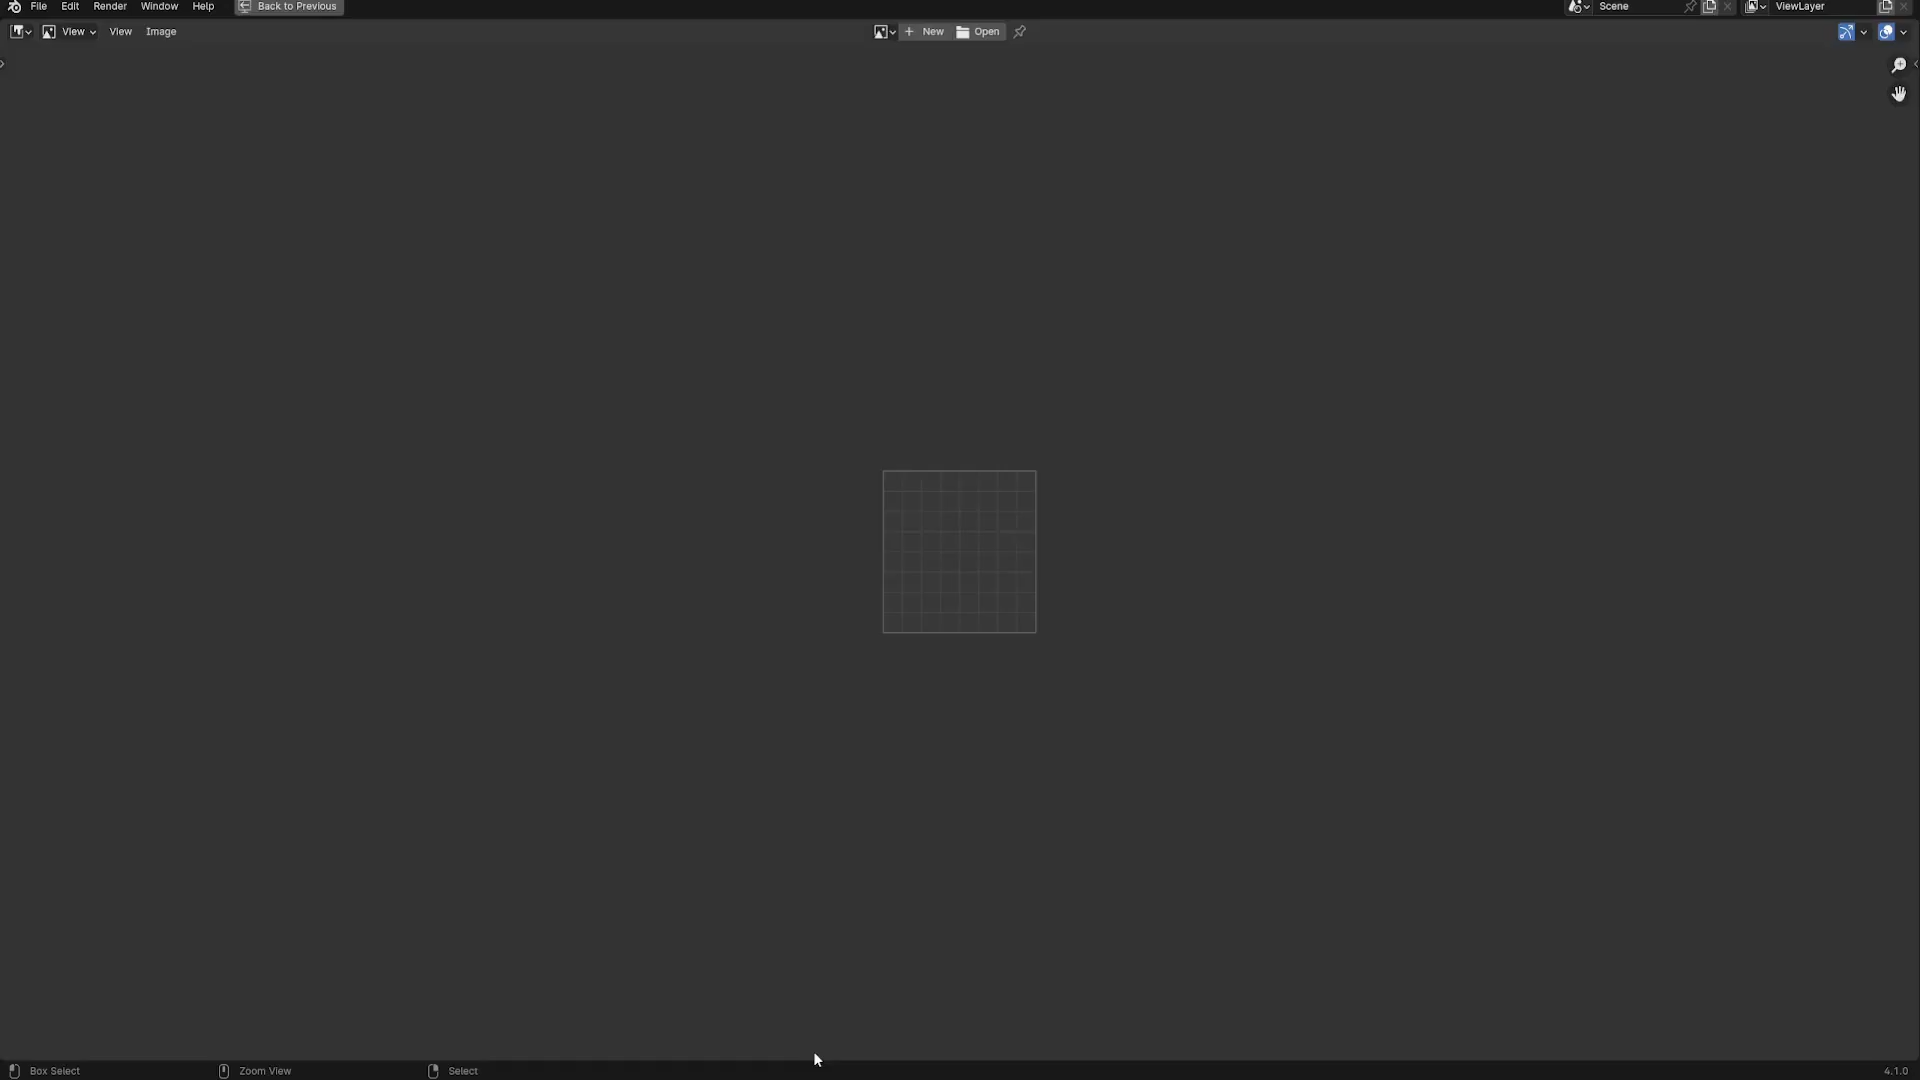 File Edit Render Window Help Back to Previous Scene ViewLayer
View View Image New Open
Box Select Zoom View Select 4.1.0